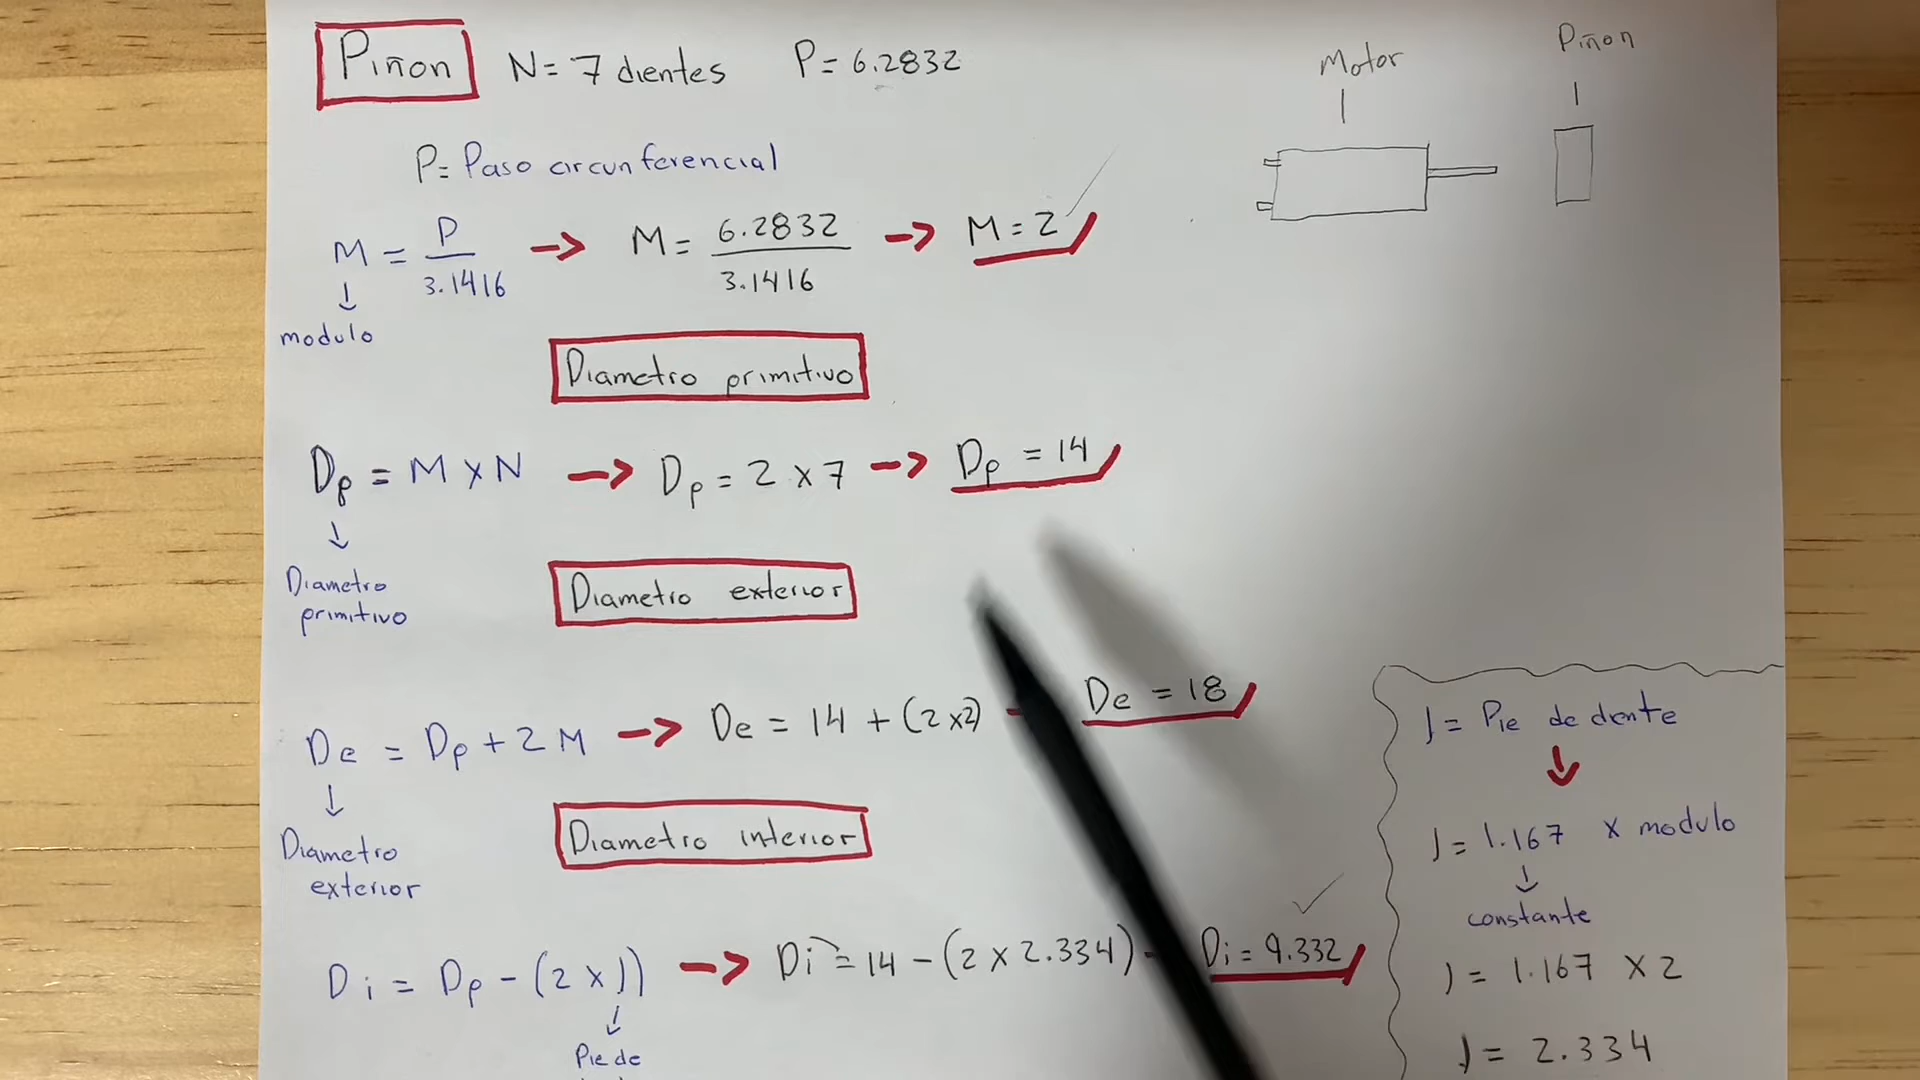 Piñon N= 7 dientes P= 6.2832
Motor
Piñon
P= Paso circunferencial
M = P / 3.1416 → M = 6.2832 / 3.1416 → M = 2
↓
modulo
Diametro primitivo
Dp = M x N → Dp = 2 x 7 → Dp = 14
↓
Diametro
primitivo
Diametro exterior
De = Dp + 2 M → De = 14 + (2 x 2) De = 18
↓
Diametro
exterior
Diametro interior
Di = Dp - (2 x J) → Di = 14 - (2 x 2.334) Di = 9.332
↓
Pie de
J = Pie de dente
↓
J = 1.167 x modulo
↓
constante
J = 1.167 x 2
J = 2.334